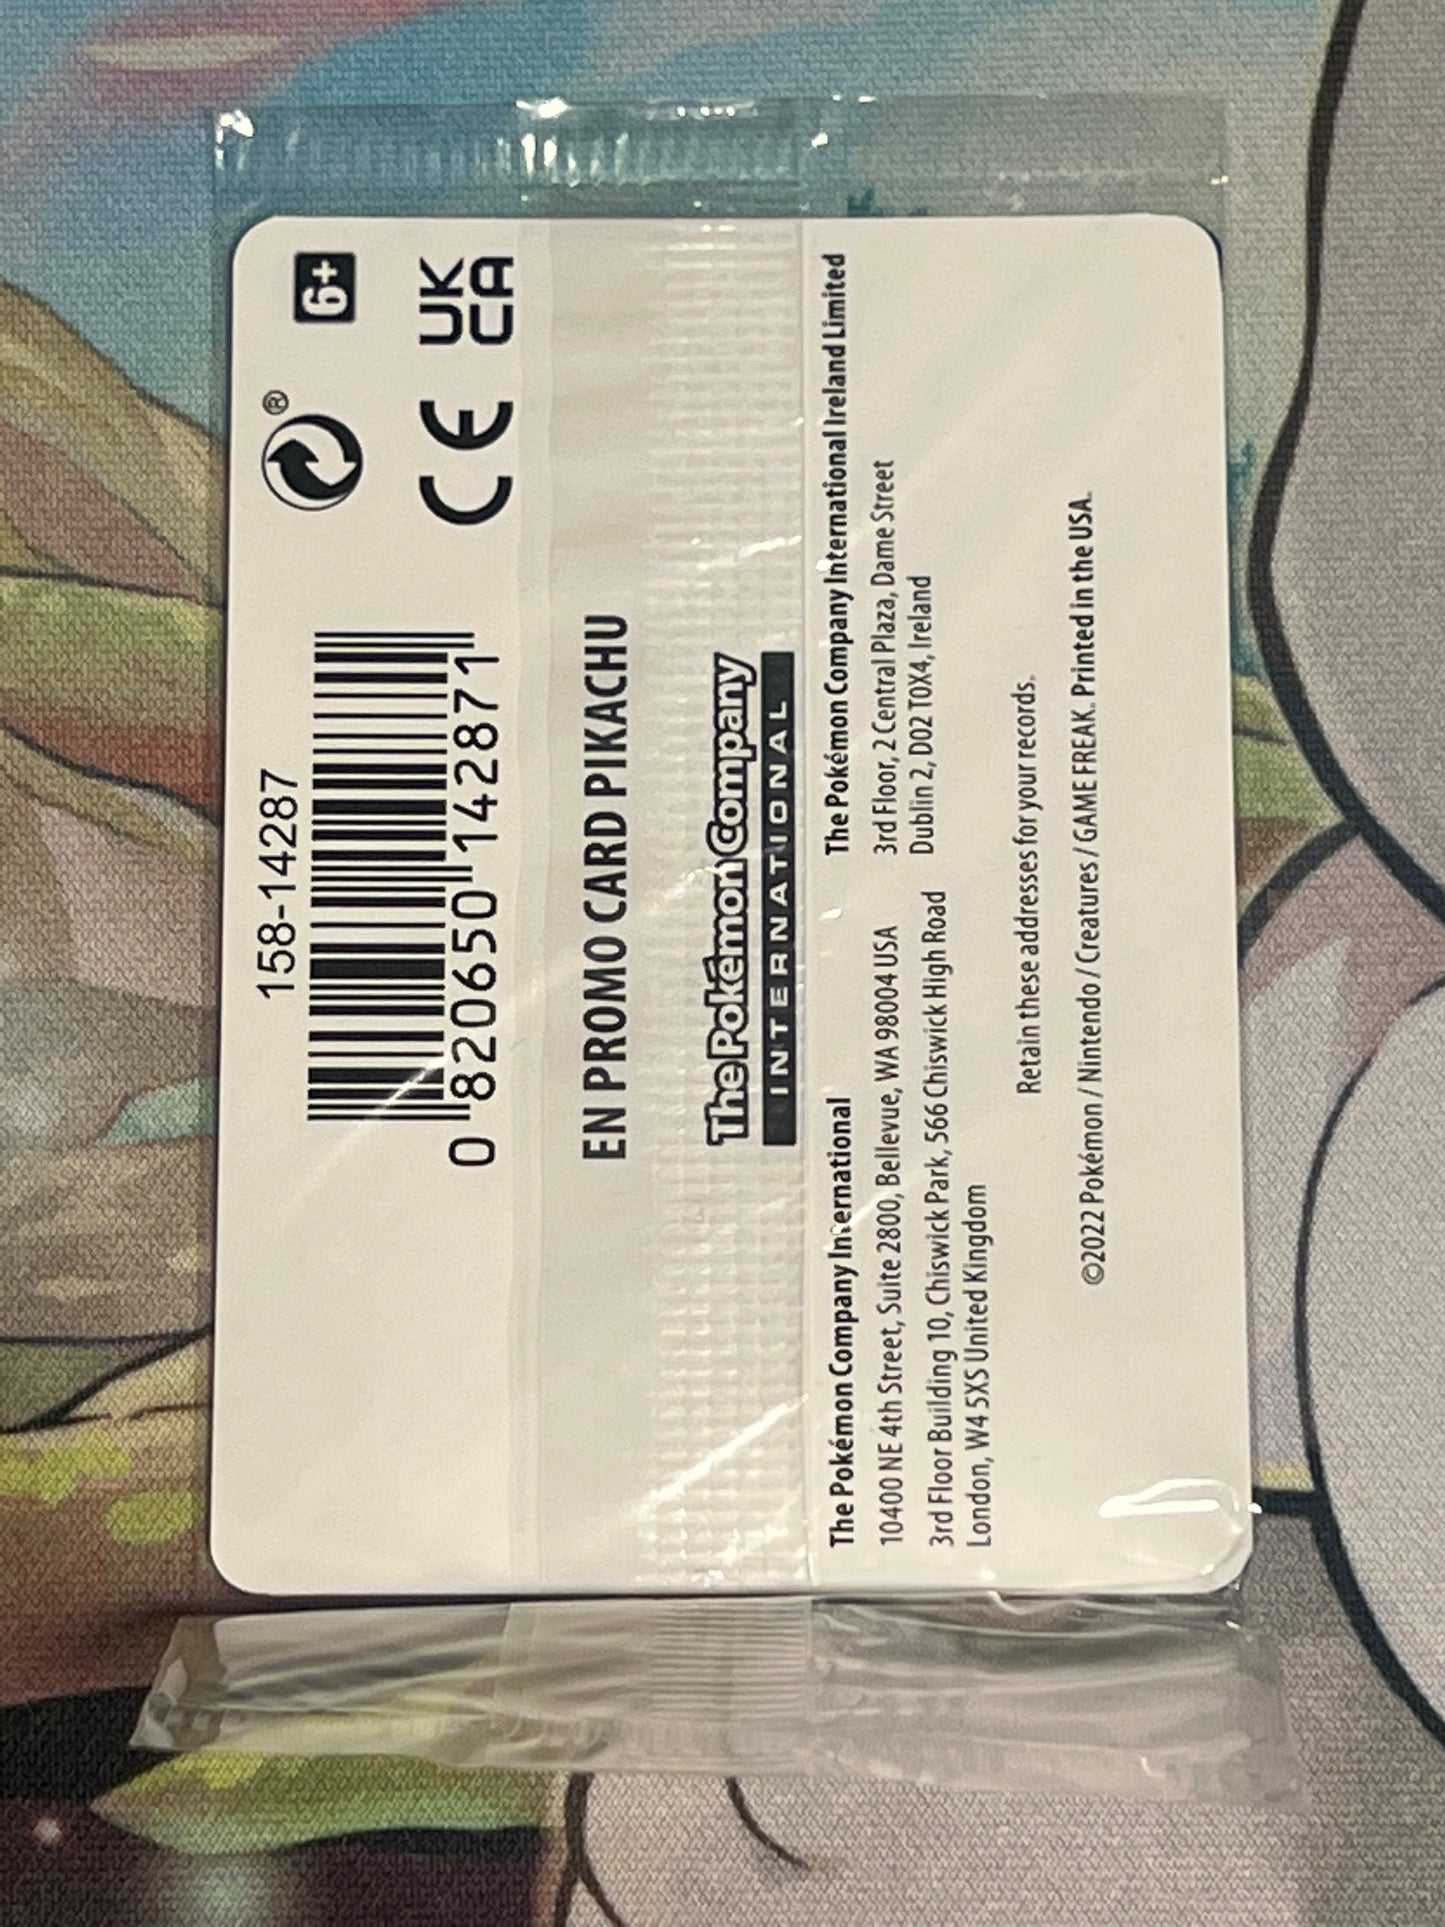 158-14287
0 820650 142871
®
6+
CE
UK
CA
EN PROMO CARD PIKACHU
The Pokémon Company
INTERNATIONAL
The Pokémon Company International
10400 NE 4th Street, Suite 2800, Bellevue, WA 98004 USA
3rd Floor Building 10, Chiswick Park, 566 Chiswick High Road
London, W4 5XS United Kingdom
The Pokémon Company International Ireland Limited
3rd Floor, 2 Central Plaza, Dame Street
Dublin 2, D02 T0X4, Ireland
Retain these addresses for your records.
©2022 Pokémon / Nintendo / Creatures / GAME FREAK. Printed in the USA.